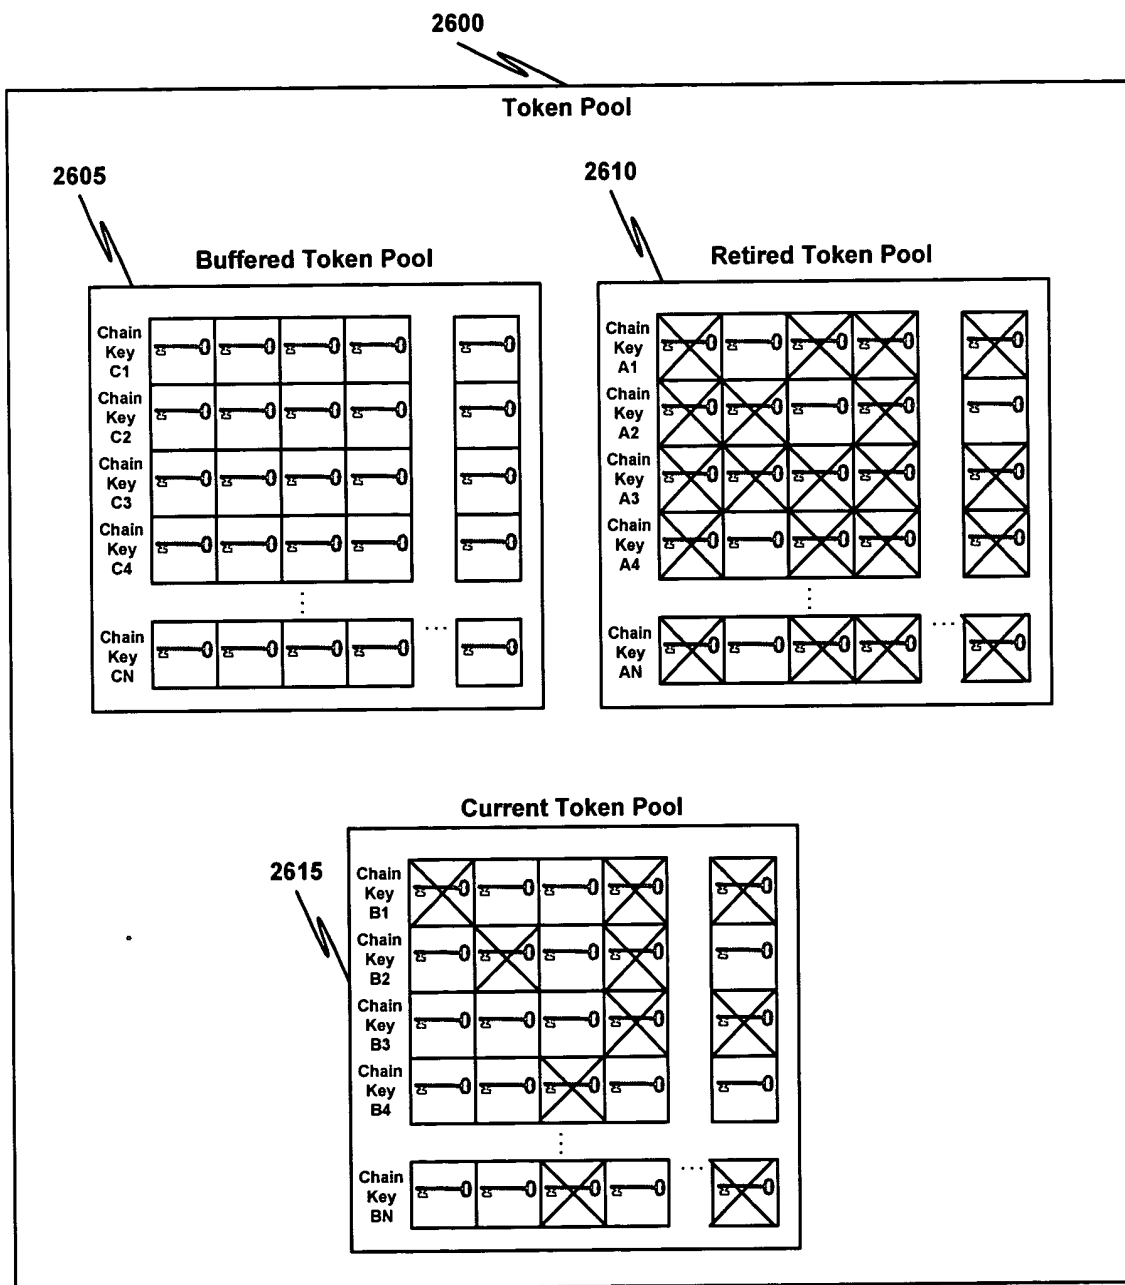 2600
Token Pool
2605
Buffered Token Pool
Chain
Key
C1
Chain
Key
C2
Chain
Key
C3
Chain
Key
C4
Chain
Key
CN
2610
Retired Token Pool
Chain
Key
A1
Chain
Key
A2
Chain
Key
A3
Chain
Key
A4
Chain
Key
AN
Current Token Pool
2615
Chain
Key
B1
Chain
Key
B2
Chain
Key
B3
Chain
Key
B4
Chain
Key
BN